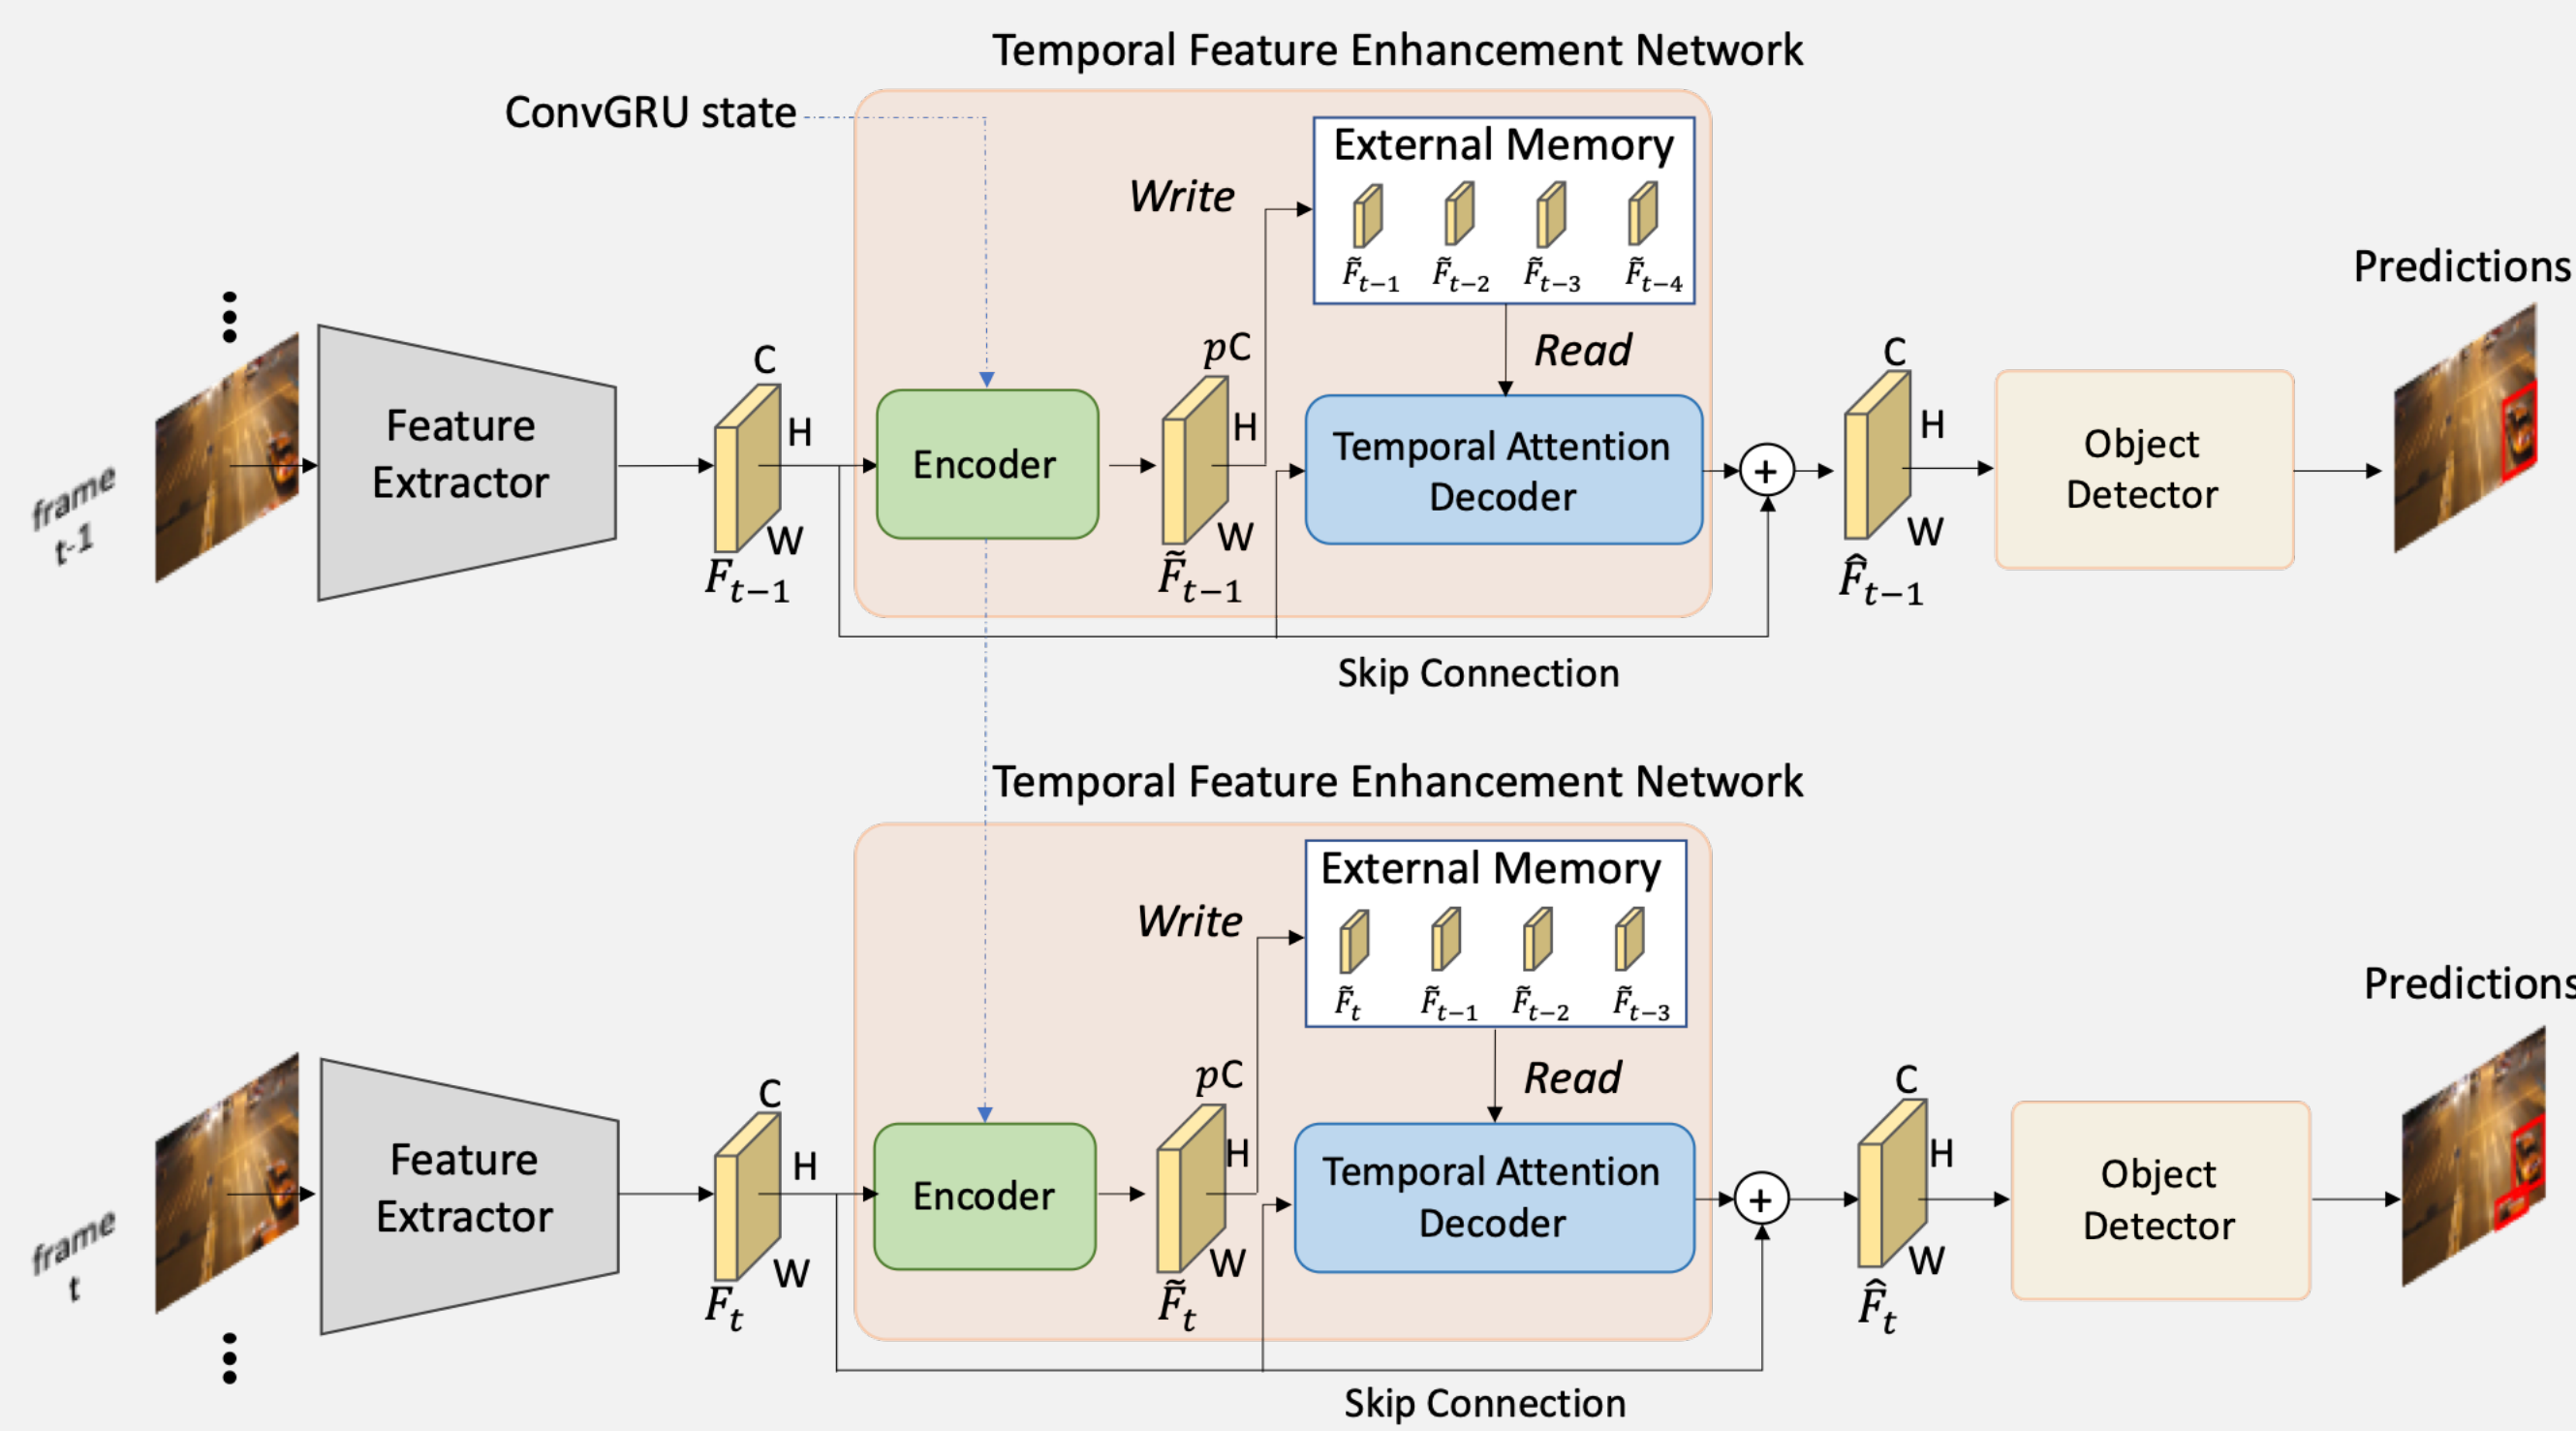 Temporal Feature Enhancement Network
ConvGRU state
External Memory
Write
F̃t−1 F̃t−2 F̃t−3 F̃t−4
Predictions
Read
pC
C
C
H
H
H
Feature
Extractor
Encoder
Temporal Attention
Decoder
+
Object
Detector
frame
t-1
W
W
W
Ft−1
F̃t−1
F̂t−1
Skip Connection
Temporal Feature Enhancement Network
External Memory
Write
F̃t F̃t−1 F̃t−2 F̃t−3
Predictions
Read
pC
C
C
H
H
H
Feature
Extractor
Encoder
Temporal Attention
Decoder
+
Object
Detector
frame
t
W
W
W
Ft
F̃t
F̂t
Skip Connection